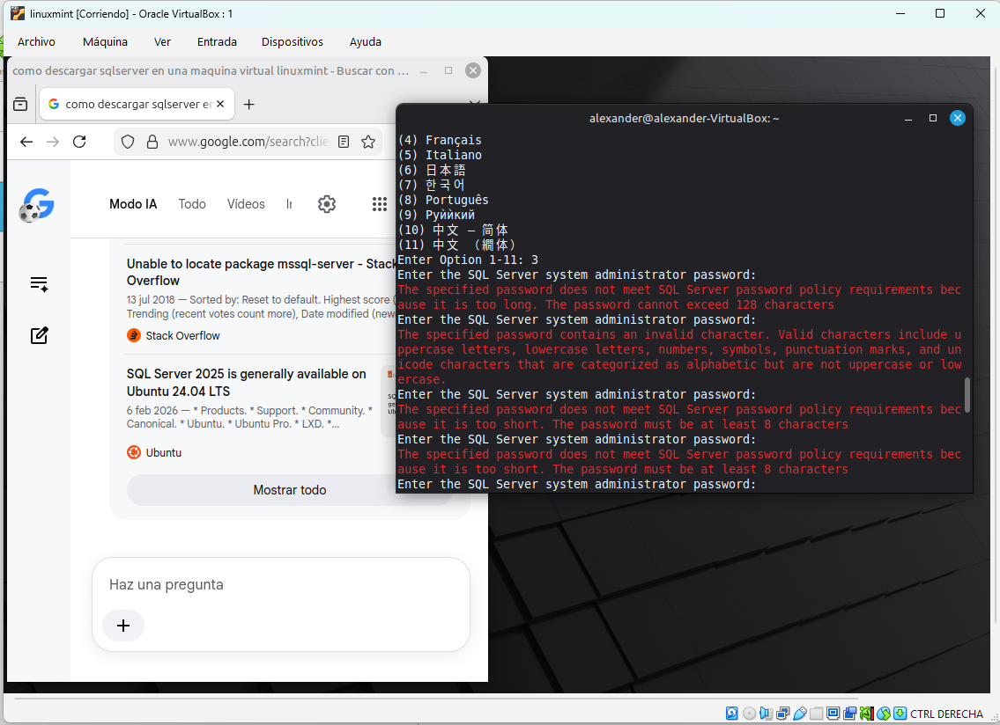 linuxmint [Corriendo] - Oracle VirtualBox : 1
Archivo Máquina Ver Entrada Dispositivos Ayuda
como descargar sqlserver en una maquina virtual linuxmint - Buscar con ...
como descargar sqlserver er
www.google.com/search?clie
Modo IA Todo Vídeos Ir
Unable to locate package mssql-server - Stack
Overflow
13 jul 2018 — Sorted by: Reset to default. Highest score (
Trending (recent votes count more), Date modified (new
Stack Overflow
SQL Server 2025 is generally available on
Ubuntu 24.04 LTS
6 feb 2026 — * Products. * Support. * Community. *
Canonical. * Ubuntu. * Ubuntu Pro. * LXD. *...
Ubuntu
Mostrar todo
Haz una pregunta
alexander@alexander-VirtualBox: ~
(4) Français
(5) Italiano
(6) 日本語
(7) 한국어
(8) Português
(9) Руѝѝкий
(10) 中文 – 简体
(11) 中文 （繝体）
Enter Option 1-11: 3
Enter the SQL Server system administrator password:
The specified password does not meet SQL Server password policy requirements bec
ause it is too long. The password cannot exceed 128 characters
Enter the SQL Server system administrator password:
The specified password contains an invalid character. Valid characters include u
ppercase letters, lowercase letters, numbers, symbols, punctuation marks, and un
icode characters that are categorized as alphabetic but are not uppercase or low
ercase.
Enter the SQL Server system administrator password:
The specified password does not meet SQL Server password policy requirements bec
ause it is too short. The password must be at least 8 characters
Enter the SQL Server system administrator password:
The specified password does not meet SQL Server password policy requirements bec
ause it is too short. The password must be at least 8 characters
Enter the SQL Server system administrator password:
CTRL DERECHA